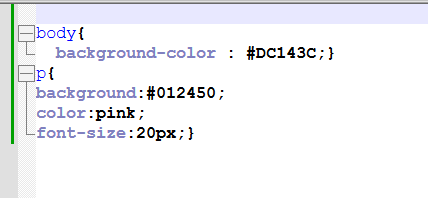 body{
background-color : #DC143C;}
p{
background:#012450;
color:pink;
font-size:20px;}